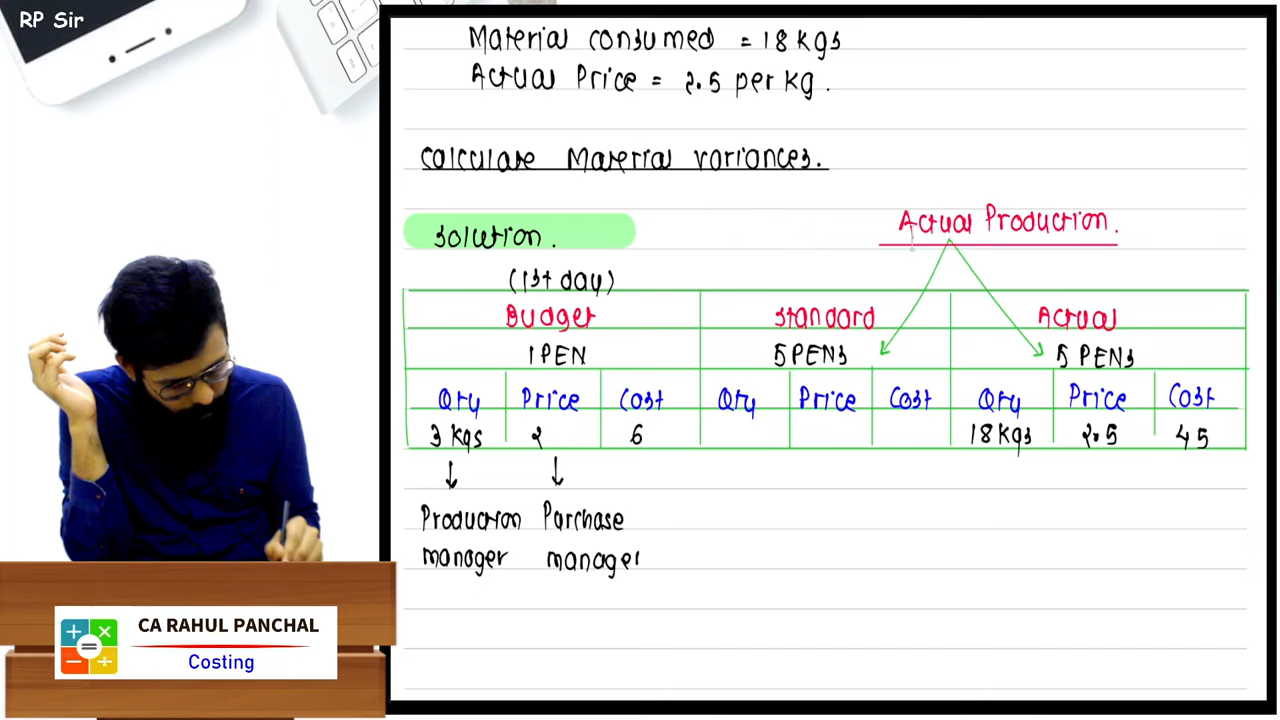 RP Sir
Material consumed = 18 Kgs
Actual Price = 2.5 per kg.
Calculate Material variances.
Solution.
Actual Production.
(1st day)
Budget Standard Actual
1 PEN 5 PENs 5 PENs
Qty Price Cost Qty Price Cost Qty Price Cost
3 Kgs 2 6 18 Kgs 2.5 45
Production Purchase
manager manager
CA RAHUL PANCHAL
Costing